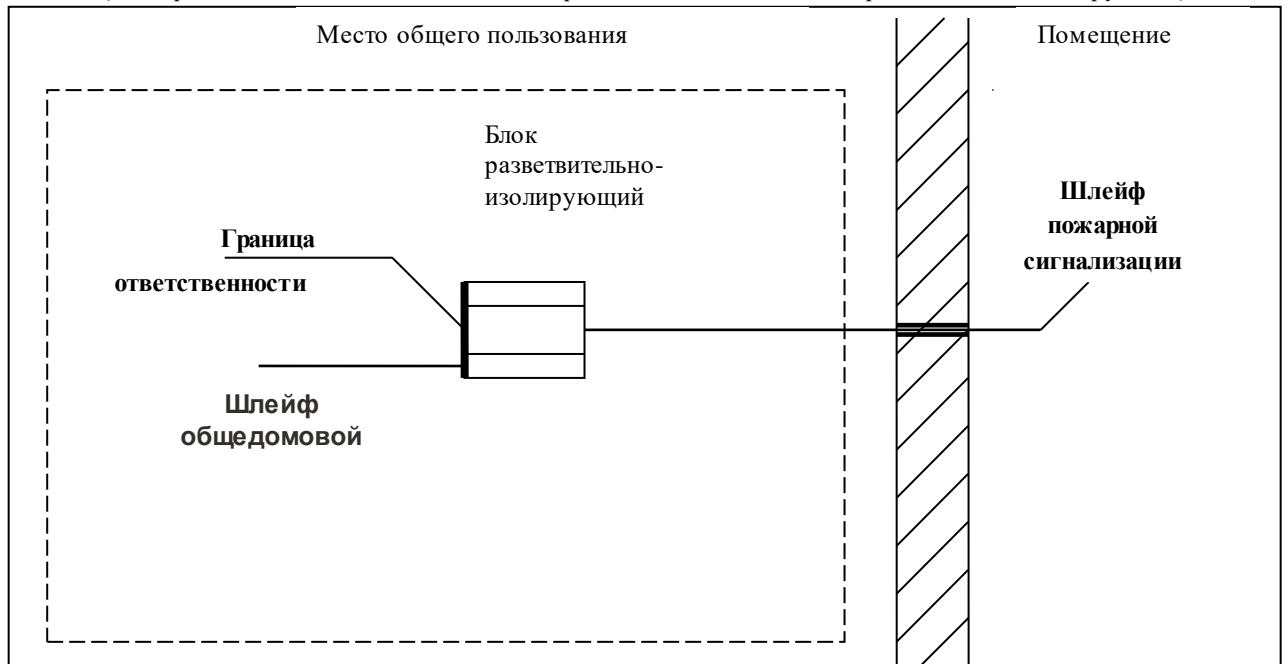 Место общего пользования
Помещение
Блок
разветвительно-
изолирующий
Граница
ответственности
Шлейф
пожарной
сигнализации
Шлейф
общедомовой